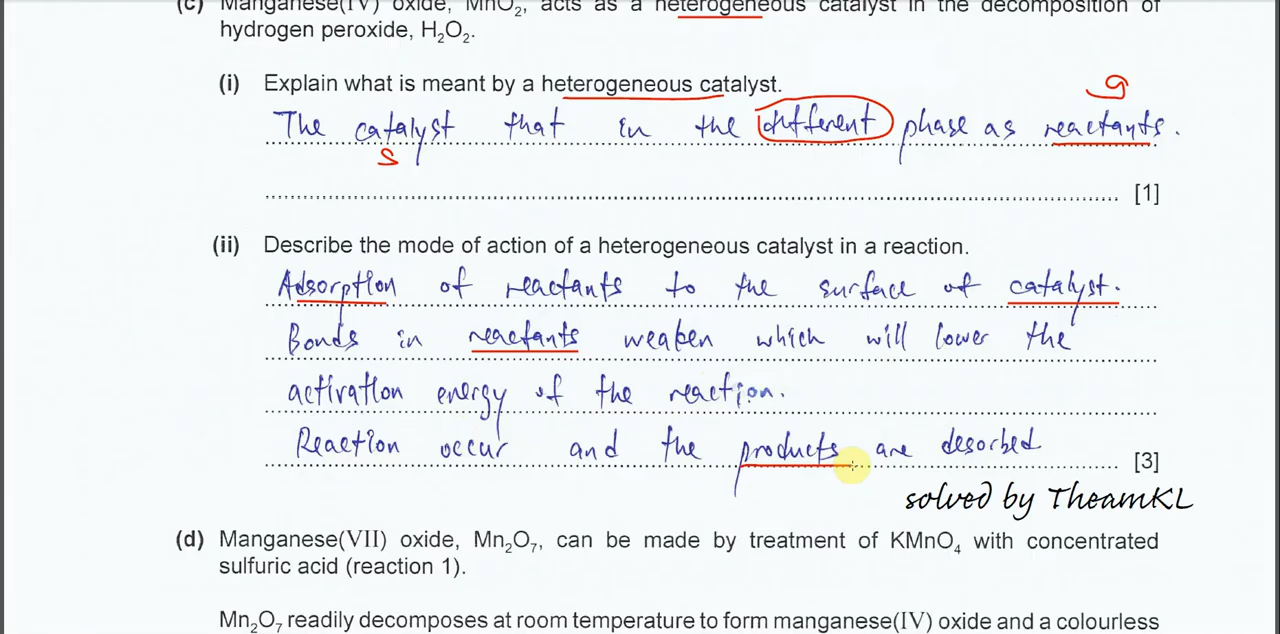 (c) Manganese(IV) oxide, MnO₂, acts as a heterogeneous catalyst in the decomposition of
hydrogen peroxide, H₂O₂.
(i) Explain what is meant by a heterogeneous catalyst.
g
The catalyst that in the different phase as reactants.
s
[1]
(ii) Describe the mode of action of a heterogeneous catalyst in a reaction.
Adsorption of reactants to the surface of catalyst.
Bonds in reactants weaken which will lower the
activation energy of the reaction.
Reaction occur and the products are desorbed
[3]
solved by TheamKL
(d) Manganese(VII) oxide, Mn₂O₇, can be made by treatment of KMnO₄ with concentrated
sulfuric acid (reaction 1).
Mn₂O₇ readily decomposes at room temperature to form manganese(IV) oxide and a colourless